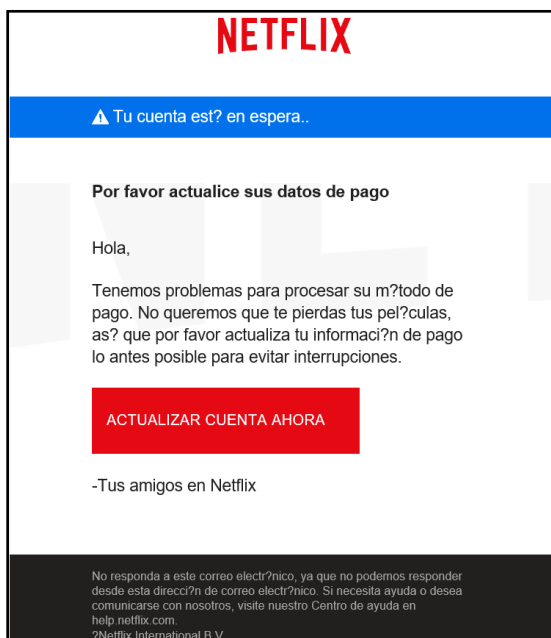 NETFLIX
Tu cuenta est? en espera..
Por favor actualice sus datos de pago
Hola,
Tenemos problemas para procesar su m?todo de
pago. No queremos que te pierdas tus pel?culas,
as? que por favor actualiza tu informaci?n de pago
lo antes posible para evitar interrupciones.
ACTUALIZAR CUENTA AHORA
-Tus amigos en Netflix
No responda a este correo electr?nico, ya que no podemos responder
desde esta direcci?n de correo electr?nico. Si necesita ayuda o desea
comunicarse con nosotros, visite nuestro Centro de ayuda en
help.netflix.com.
?Netflix International B.V.